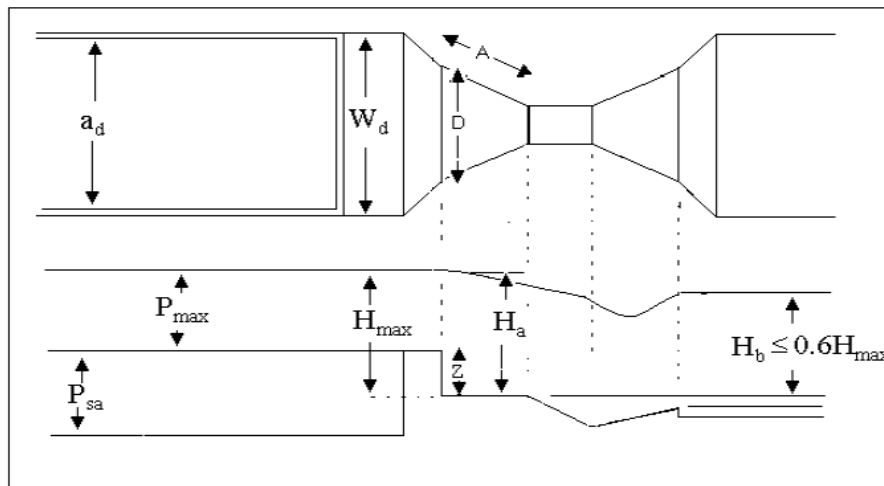 A
a_d
W_d
D
P_max
H_max
H_a
H_b ≤ 0.6H_max
Z
P_sa